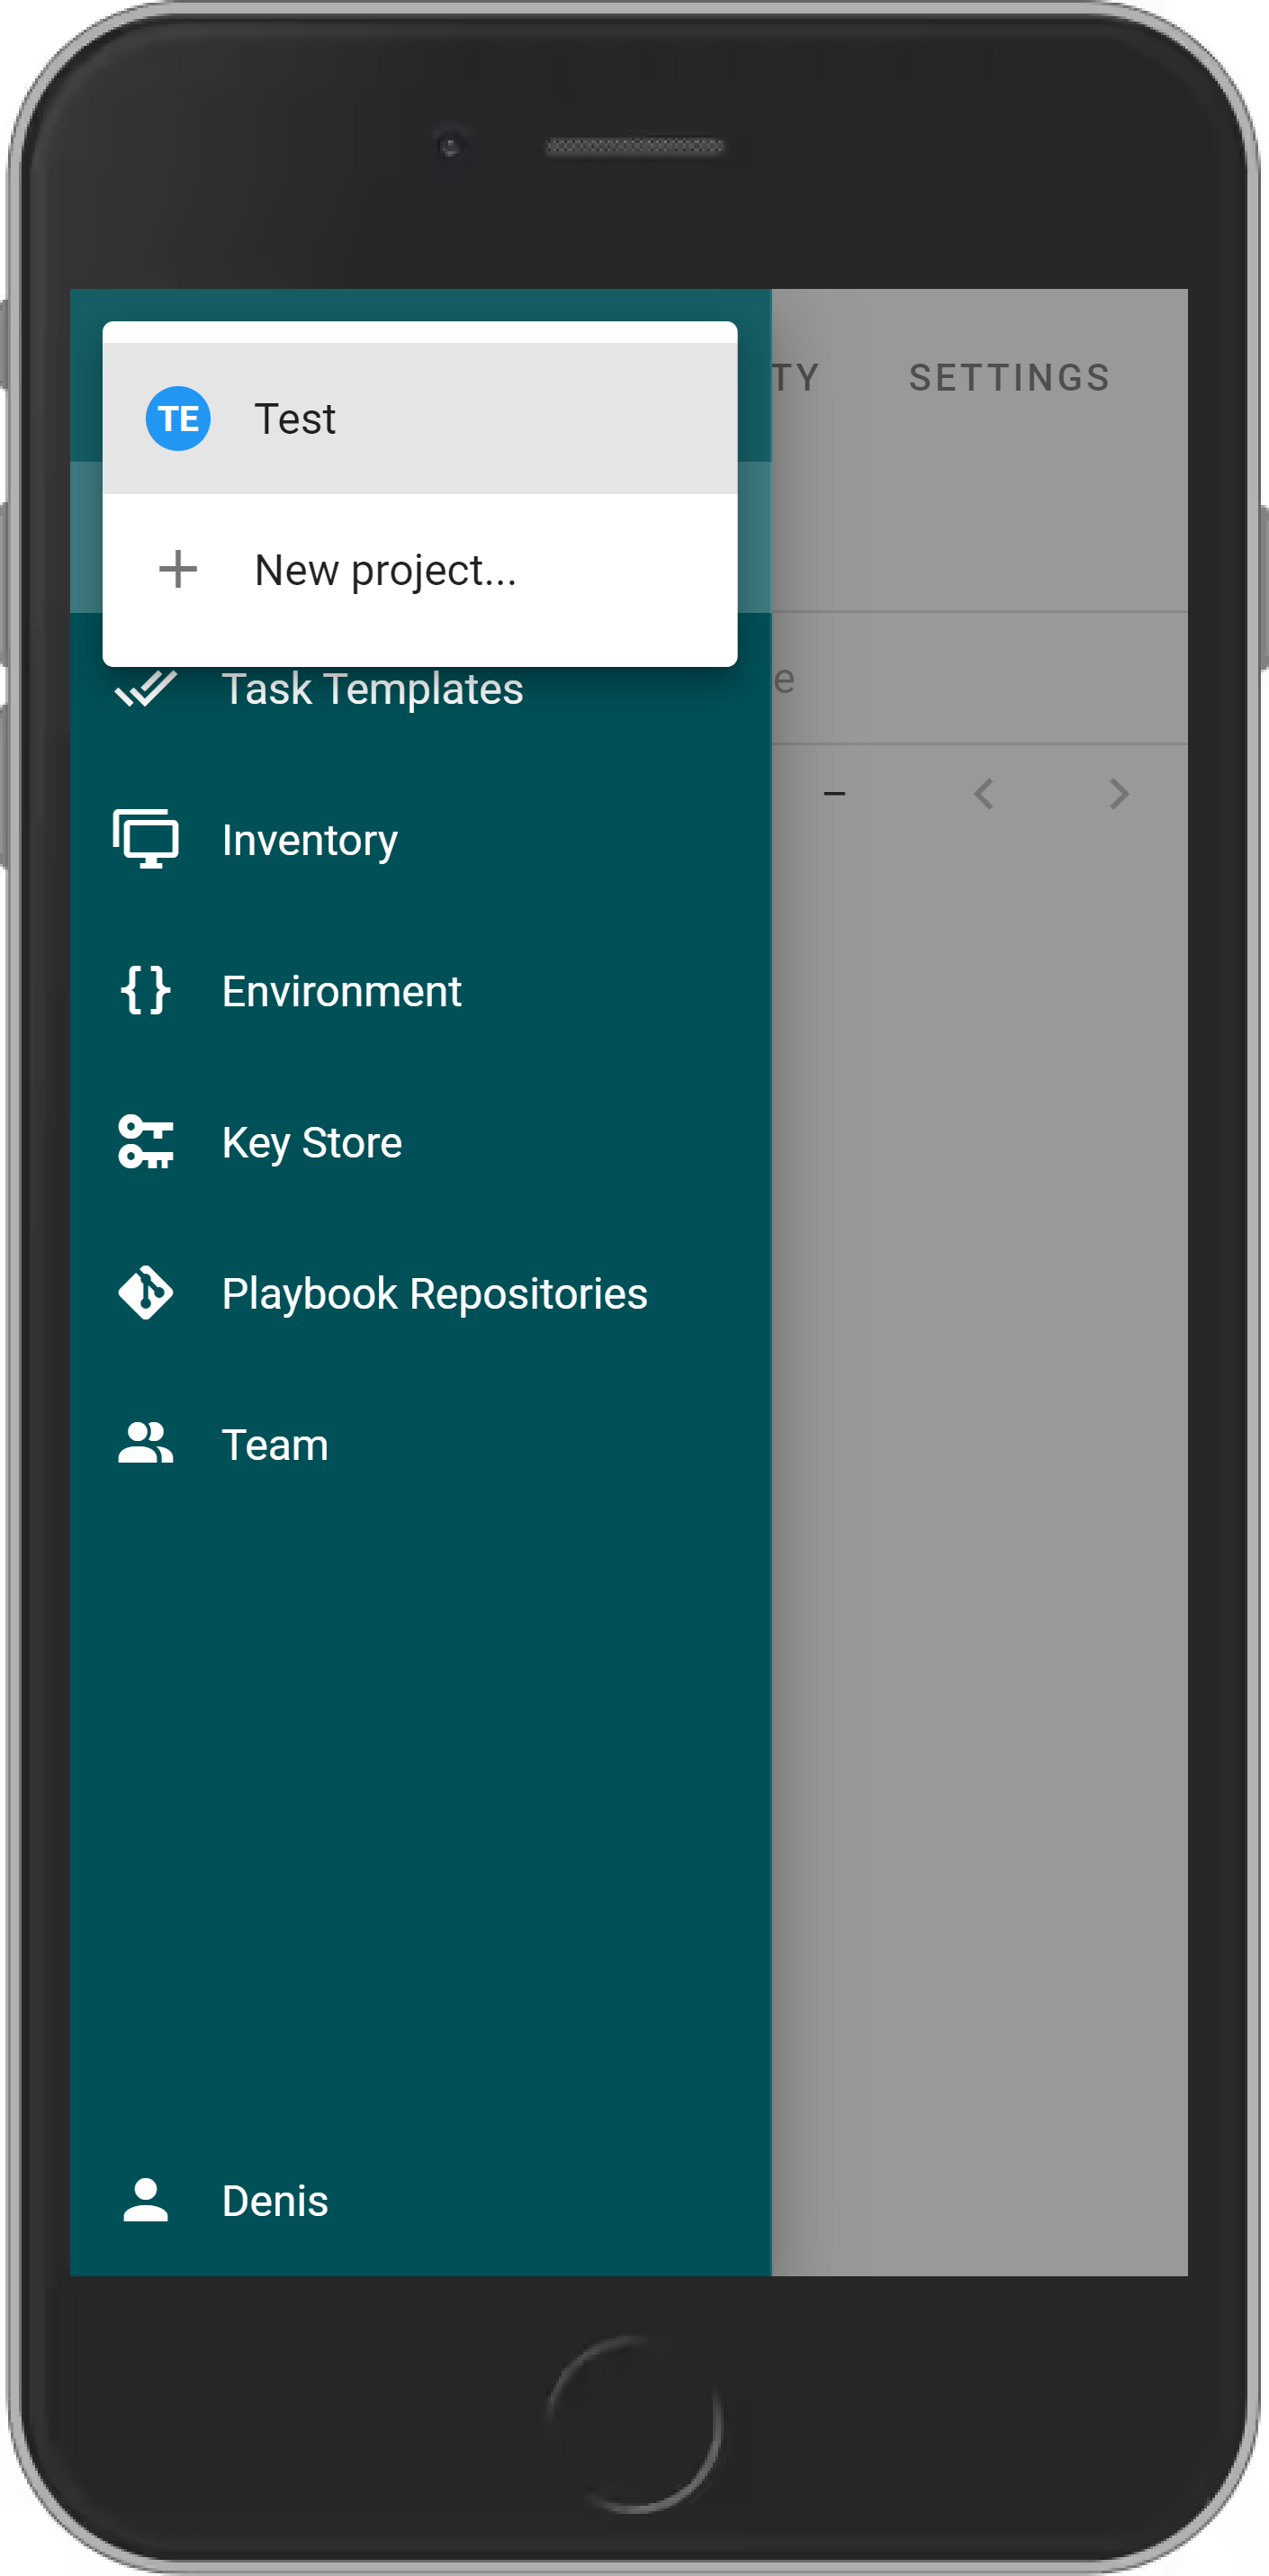 TE Test
TY SETTINGS
New project...
Task Templates
e
Inventory
Environment
Key Store
Playbook Repositories
Team
Denis